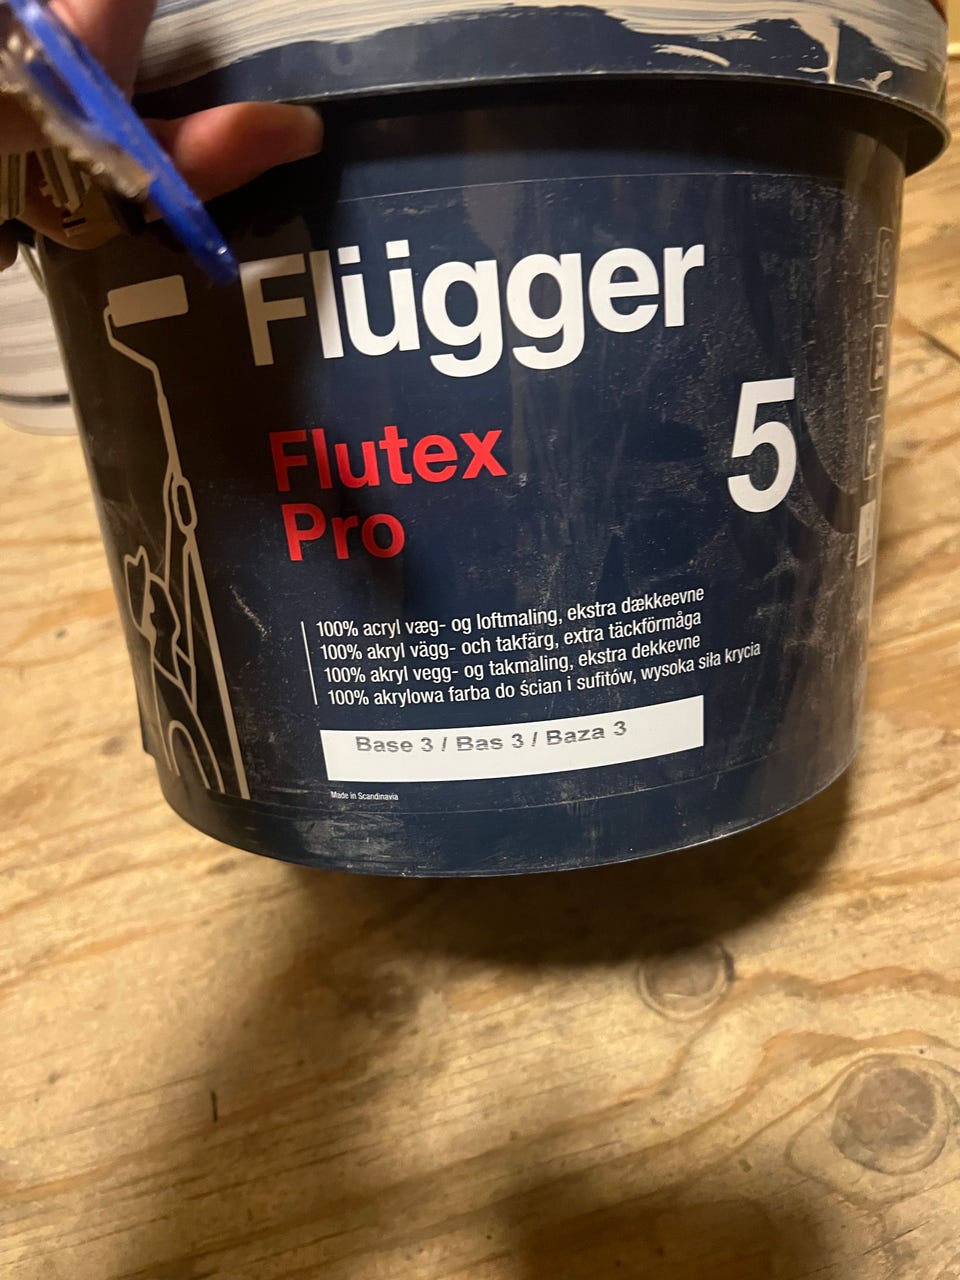 Flügger
Flutex
Pro
5
100% acryl væg- og loftmaling, ekstra dækkeevne
100% akryl vägg- och takfärg, extra täckförmåga
100% akryl vegg- og takmaling, ekstra dekkevne
100% akrylowa farba do ścian i sufitów, wysoka siła krycia
Base 3 / Bas 3 / Baza 3
Made in Scandinavia